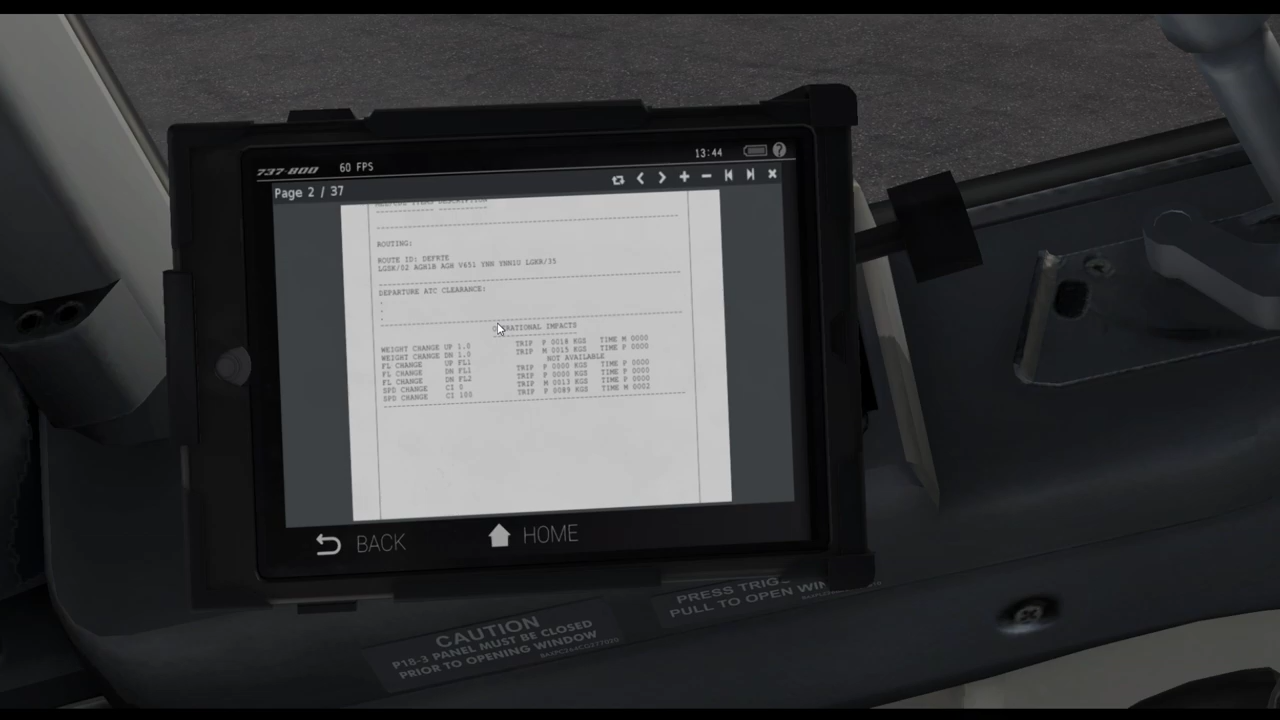 737-800 60 FPS 13:44 ?
Page 2 / 37
ROUTING:
ROUTE ID: DEFRTE
LGSK/02 AGN1B AGN V651 YNN YNN1U LGKR/35
DEPARTURE ATC CLEARANCE:
.
.
.
OPERATIONAL IMPACTS
WEIGHT CHANGE UP 1.0 TRIP P 0018 KGS TIME M 0000
WEIGHT CHANGE DN 1.0 TRIP M 0015 KGS TIME P 0000
FL CHANGE UP FL1 NOT AVAILABLE
FL CHANGE DN FL1 TRIP P 0000 KGS TIME P 0000
FL CHANGE DN FL2 TRIP P 0000 KGS TIME P 0000
SPD CHANGE CI 0 TRIP M 0013 KGS TIME P 0000
SPD CHANGE CI 100 TRIP P 0089 KGS TIME M 0002
BACK HOME
CAUTION
P18-3 PANEL MUST BE CLOSED
PRIOR TO OPENING WINDOW
PRESS TRIG
PULL TO OPEN WIN